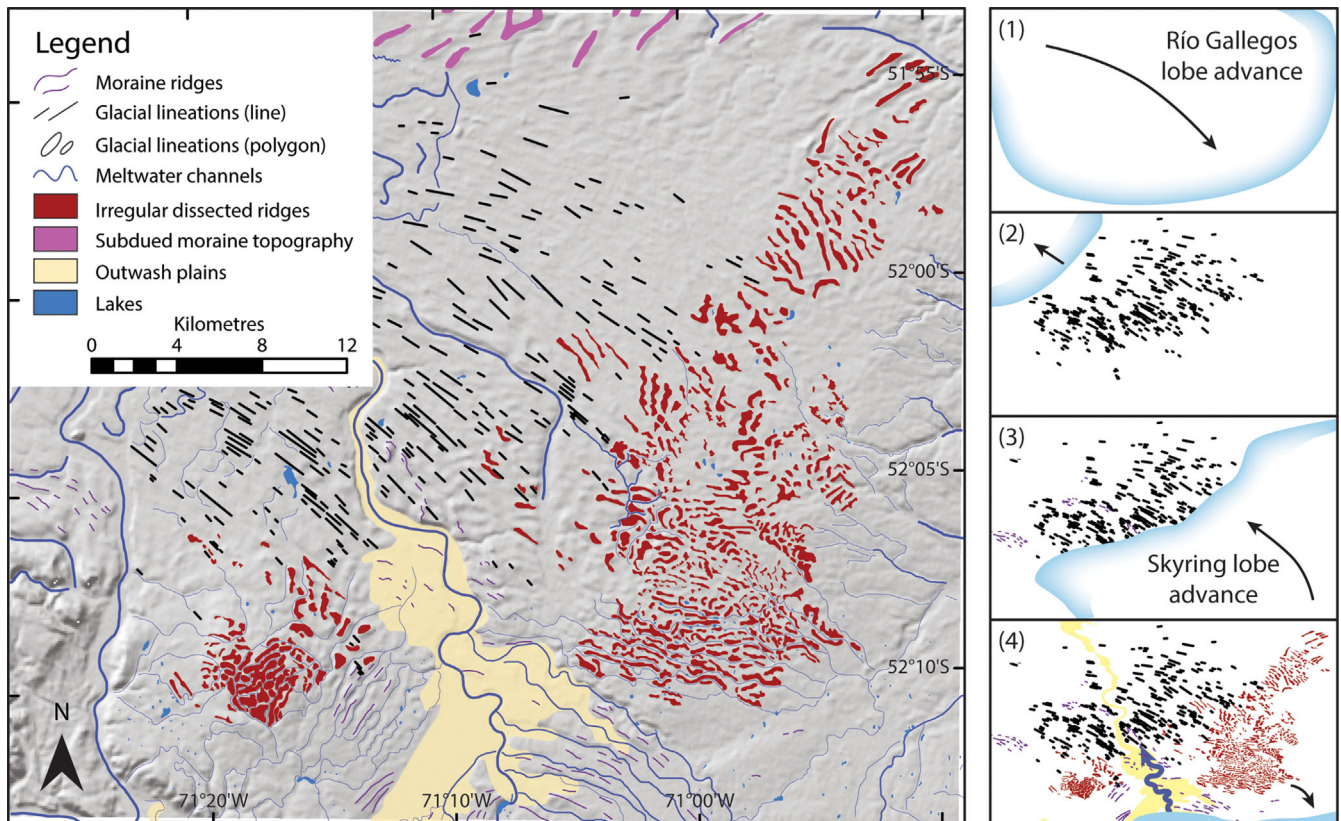 Legend
Moraine ridges
Glacial lineations (line)
Glacial lineations (polygon)
Meltwater channels
Irregular dissected ridges
Subdued moraine topography
Outwash plains
Lakes
Kilometres
0 4 8 12
51°55'S
52°00'S
52°05'S
52°10'S
N
71°20'W
71°10'W
71°00'W
(1)
Río Gallegos
lobe advance
(2)
(3)
Skyring lobe
advance
(4)